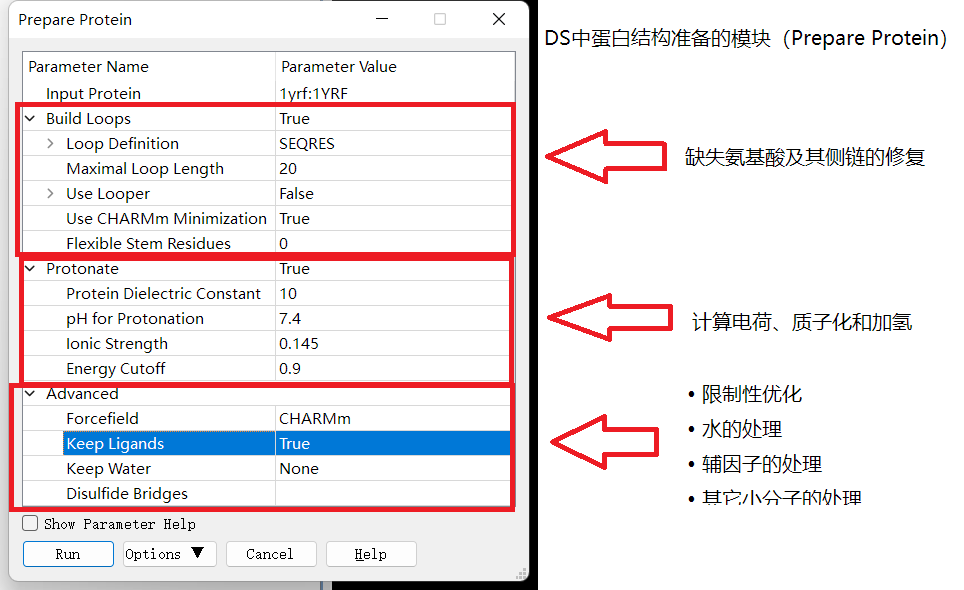 Prepare Protein
DS中蛋白结构准备的模块（Prepare Protein）
Parameter Name Parameter Value
Input Protein 1yrf:1YRF
Build Loops True
Loop Definition SEQRES
Maximal Loop Length 20
Use Looper False
Use CHARMm Minimization True
Flexible Stem Residues 0
缺失氨基酸及其侧链的修复
Protonate True
Protein Dielectric Constant 10
pH for Protonation 7.4
Ionic Strength 0.145
Energy Cutoff 0.9
计算电荷、质子化和加氢
Advanced
Forcefield CHARMm
Keep Ligands True
Keep Water None
Disulfide Bridges
• 限制性优化
• 水的处理
• 辅因子的处理
• 其它小分子的处理
Show Parameter Help
Run Options ▼ Cancel Help